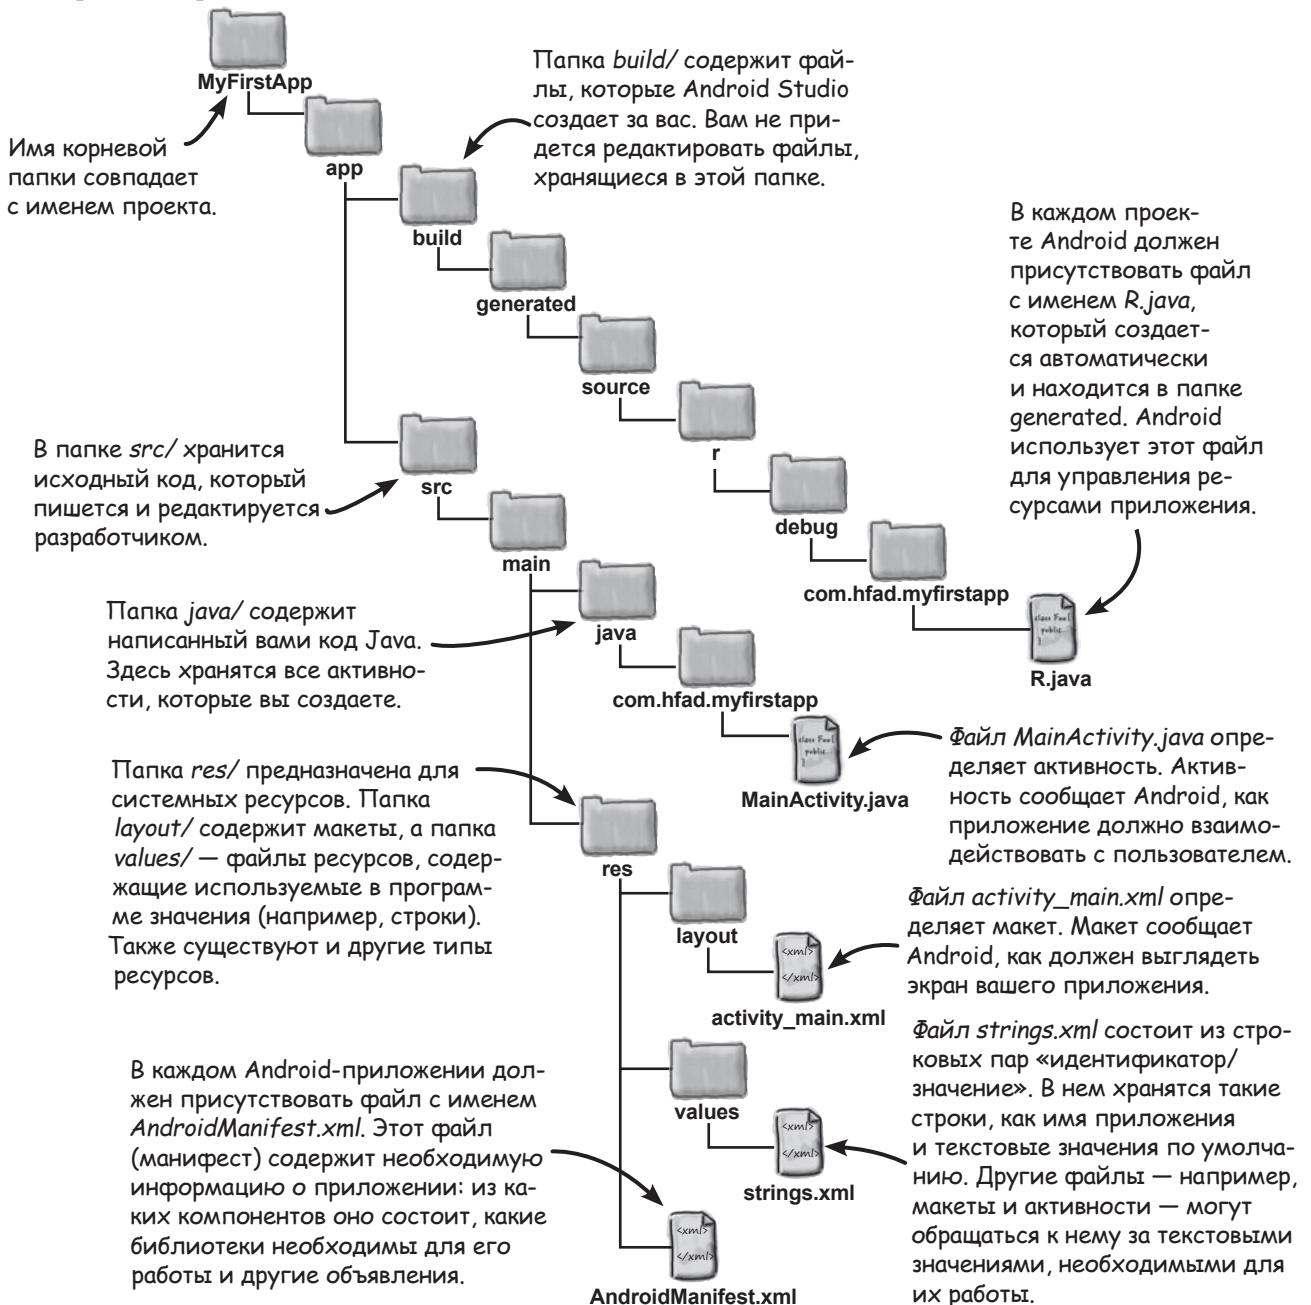 MyFirstApp
Имя корневой
папки совпадает
с именем проекта.
app
Папка build/ содержит фай-
лы, которые Android Studio
создает за вас. Вам не при-
дется редактировать файлы,
хранящиеся в этой папке.
build
generated
source
r
debug
com.hfad.myfirstapp
В каждом проек-
те Android должен
присутствовать файл
с именем R.java,
который создает-
ся автоматически
и находится в папке
generated. Android
использует этот файл
для управления ре-
сурсами приложения.
class Foo{
public...
}
R.java
В папке src/ хранится
исходный код, который
пишется и редактируется
разработчиком.
src
main
Папка java/ содержит
написанный вами код Java.
Здесь хранятся все активно-
сти, которые вы создаете.
java
com.hfad.myfirstapp
class Foo{
public...
}
MainActivity.java
Файл MainActivity.java опре-
деляет активность. Актив-
ность сообщает Android, как
приложение должно взаимо-
действовать с пользователем.
Папка res/ предназначена для
системных ресурсов. Папка
layout/ содержит макеты, а папка
values/ — файлы ресурсов, содер-
жащие используемые в програм-
ме значения (например, строки).
Также существуют и другие типы
ресурсов.
res
layout
<xml>
</xml>
activity_main.xml
Файл activity_main.xml опре-
деляет макет. Макет сообщает
Android, как должен выглядеть
экран вашего приложения.
values
<xml>
</xml>
strings.xml
Файл strings.xml состоит из стро-
ковых пар «идентификатор/
значение». В нем хранятся такие
строки, как имя приложения
и текстовые значения по умолча-
нию. Другие файлы — например,
макеты и активности — могут
обращаться к нему за текстовыми
значениями, необходимыми для
их работы.
В каждом Android-приложении дол-
жен присутствовать файл с именем
AndroidManifest.xml. Этот файл
(манифест) содержит необходимую
информацию о приложении: из ка-
ких компонентов оно состоит, какие
библиотеки необходимы для его
работы и другие объявления.
<xml>
</xml>
AndroidManifest.xml